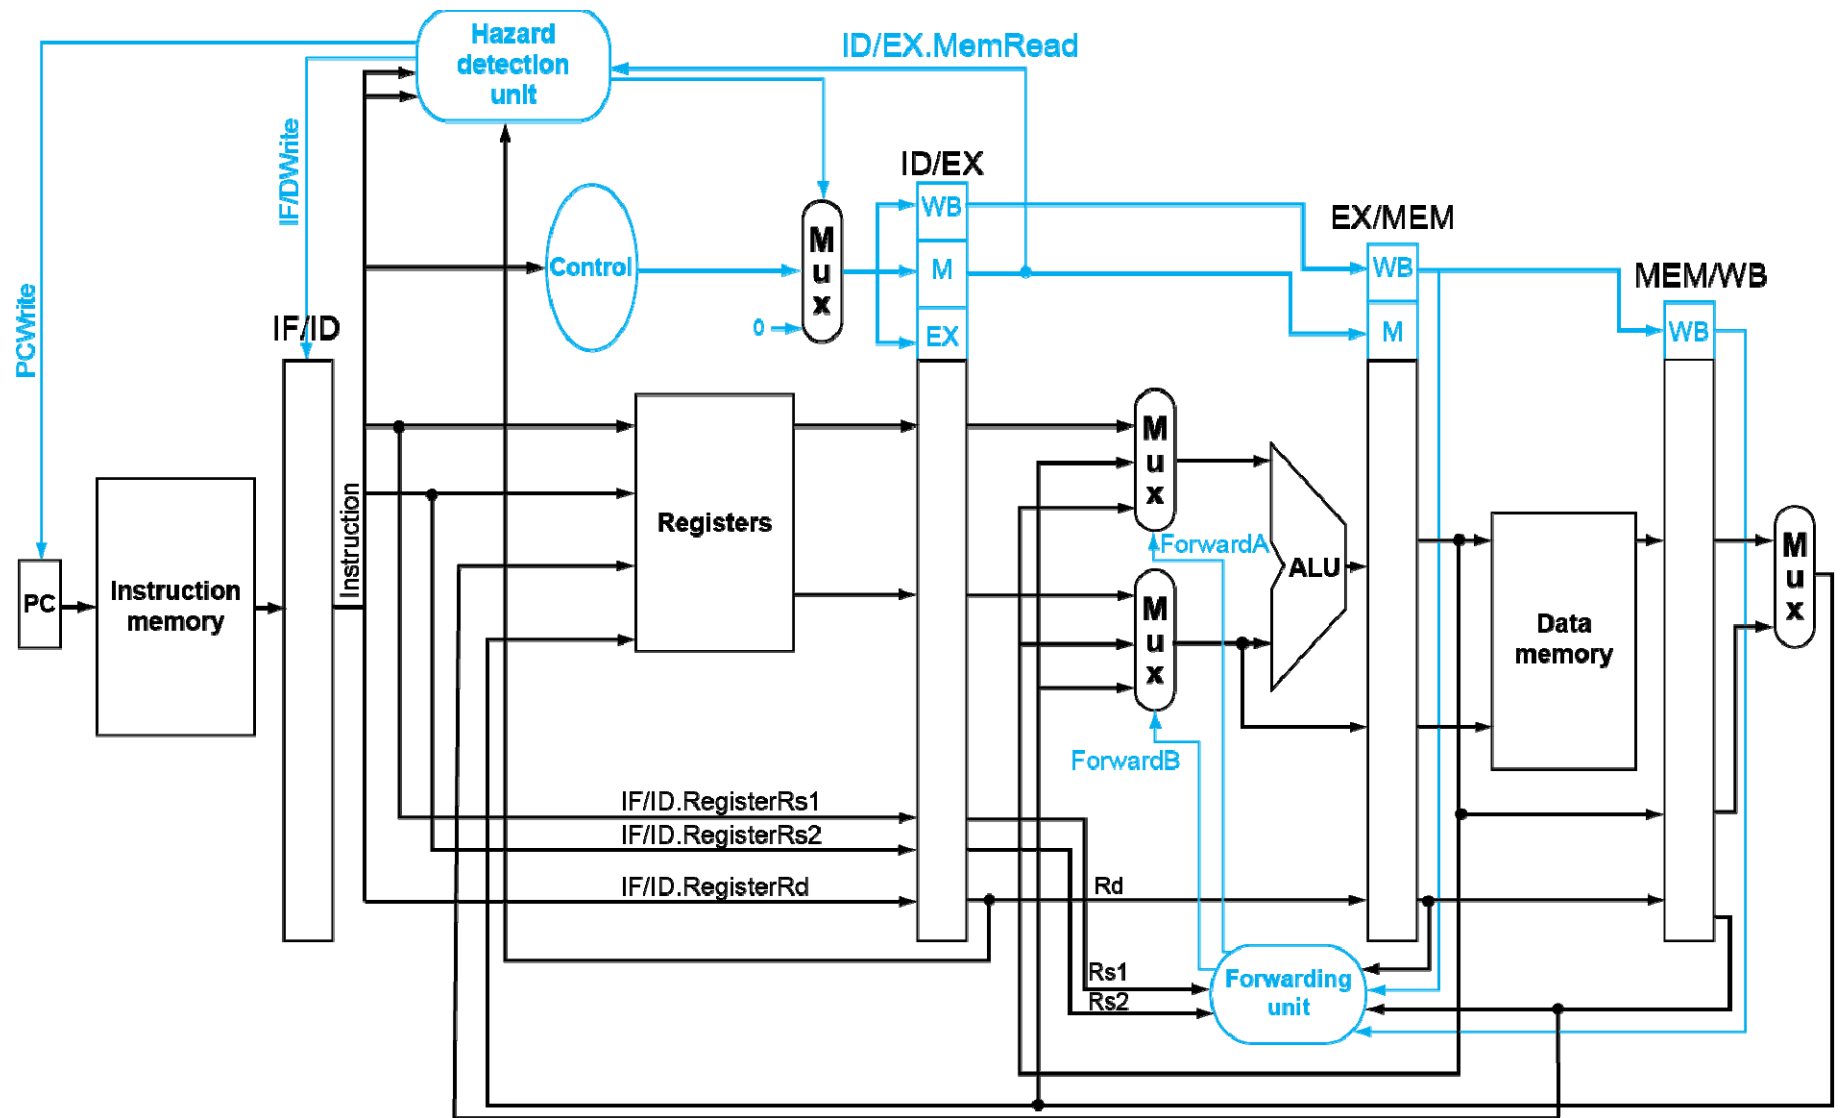 Hazard
detection
unit
ID/EX.MemRead
IF/DWrite
PCWrite
ID/EX
WB
M
EX
EX/MEM
WB
M
MEM/WB
WB
Control
0
M
u
x
IF/ID
Instruction
PC
Instruction
memory
Registers
M
u
x
ForwardA
M
u
x
ForwardB
ALU
Data
memory
M
u
x
IF/ID.RegisterRs1
IF/ID.RegisterRs2
IF/ID.RegisterRd
Rd
Rs1
Rs2
Forwarding
unit